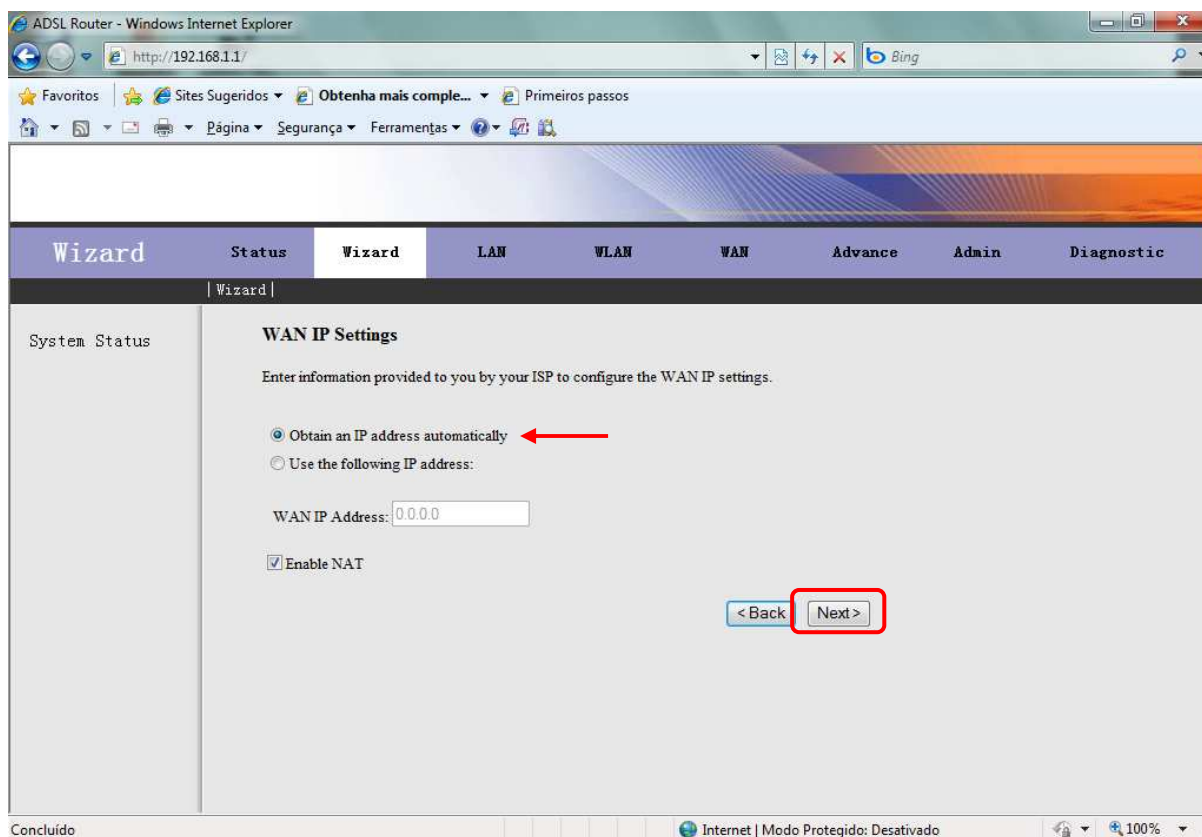 ADSL Router - Windows Internet Explorer
http://192.168.1.1/
Bing
Favoritos
Sites Sugeridos
Obtenha mais comple...
Primeiros passos
Página
Segurança
Ferramentas
Wizard
Status
Wizard
LAN
WLAN
WAN
Advance
Admin
Diagnostic
|Wizard|
System Status
WAN IP Settings
Enter information provided to you by your ISP to configure the WAN IP settings.
Obtain an IP address automatically
Use the following IP address:
WAN IP Address: 0.0.0.0
Enable NAT
< Back
Next >
Concluído
Internet | Modo Protegido: Desativado
100%